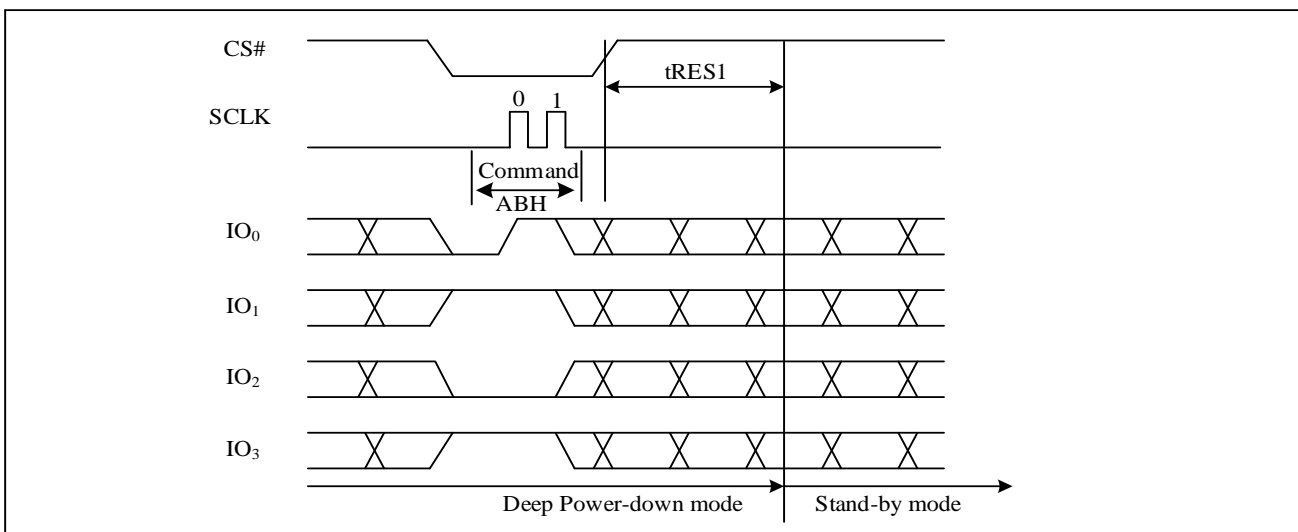 CS#
tRES1
SCLK
0 1
Command
ABH
IO₀
IO₁
IO₂
IO₃
Deep Power-down mode
Stand-by mode